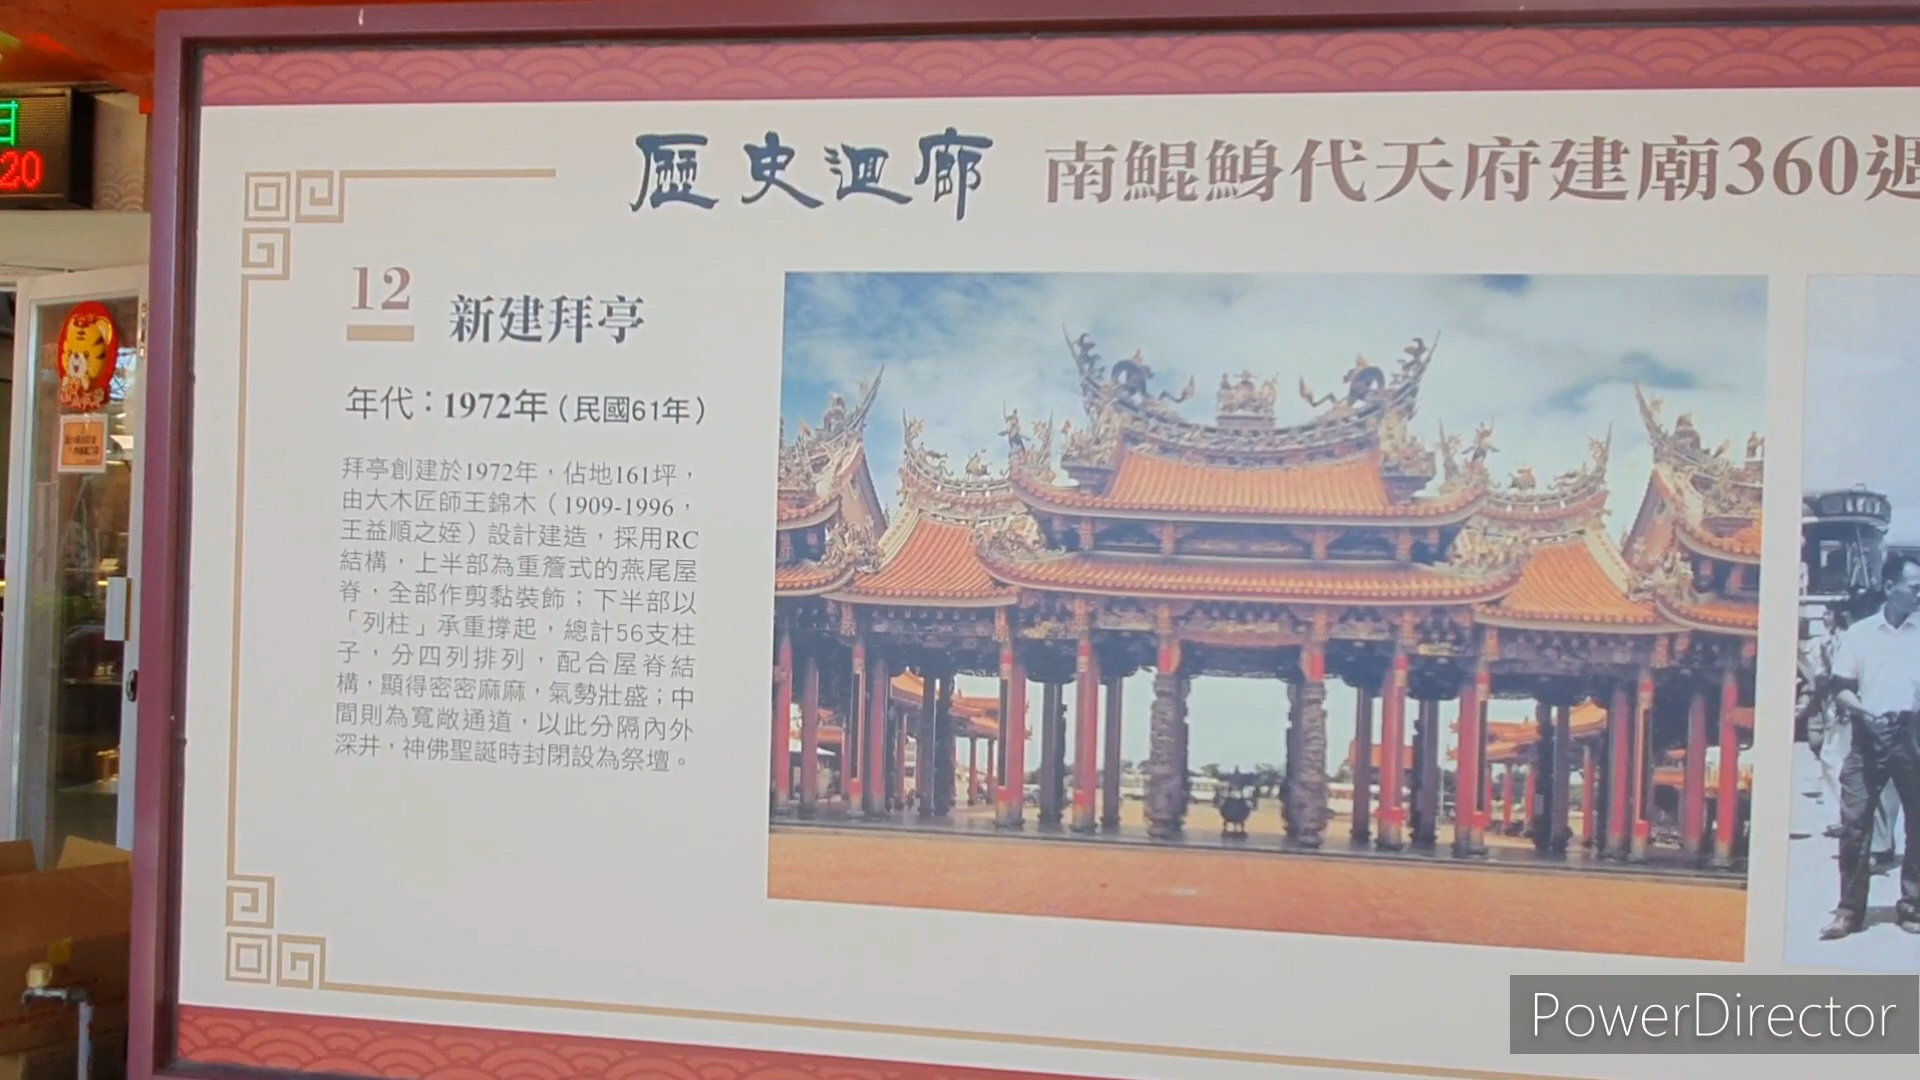 歷史迴廊 南鯤鯓代天府建廟360週
12
新建拜亭
年代：1972年（民國61年）
拜亭創建於1972年，佔地161坪，
由大木匠師王錦木（1909-1996，
王益順之姪）設計建造，採用RC
結構，上半部為重簷式的燕尾屋
脊，全部作剪黏裝飾；下半部以
「列柱」承重撐起，總計56支柱
子，分四列排列，配合屋脊結
構，顯得密密麻麻，氣勢壯盛；中
間則為寬敞通道，以此分隔內外
深井，神佛聖誕時封閉設為祭壇。
日
20
PowerDirector